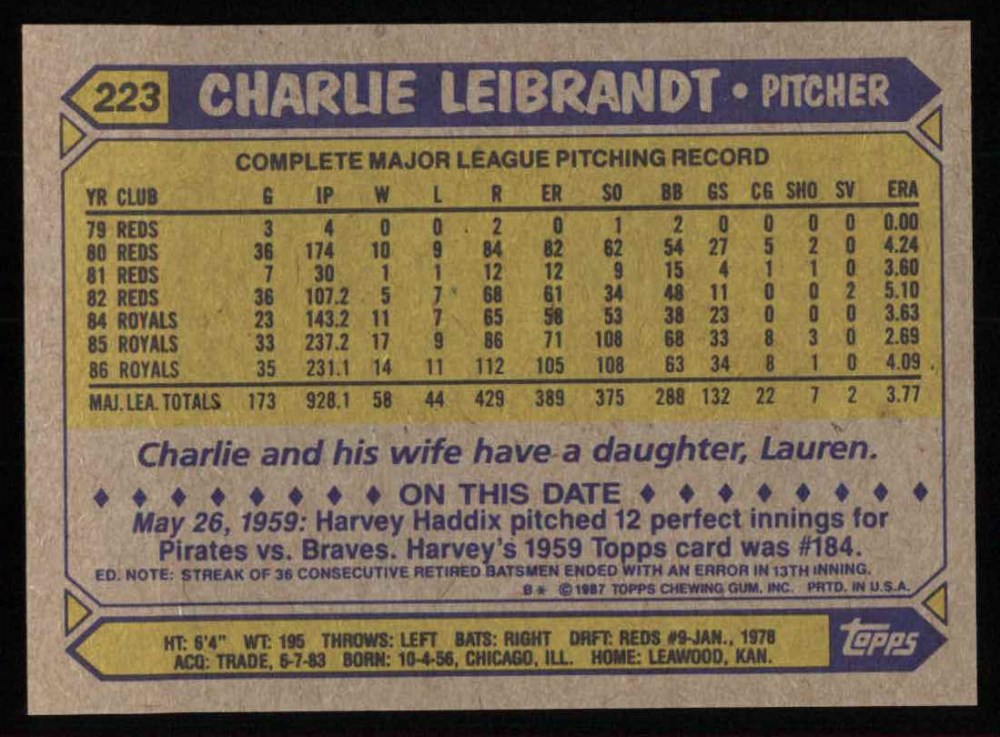 223 CHARLIE LEIBRANDT • PITCHER
COMPLETE MAJOR LEAGUE PITCHING RECORD
YR CLUB G IP W L R ER SO BB GS CG SHO SV ERA
79 REDS 3 4 0 0 2 0 1 2 0 0 0 0 0.00
80 REDS 36 174 10 9 84 82 62 54 27 5 2 0 4.24
81 REDS 7 30 1 1 12 12 9 15 4 1 1 0 3.60
82 REDS 36 107.2 5 7 68 61 34 48 11 0 0 2 5.10
84 ROYALS 23 143.2 11 7 65 58 53 38 23 0 0 0 3.63
85 ROYALS 33 237.2 17 9 86 71 108 68 33 8 3 0 2.69
86 ROYALS 35 231.1 14 11 112 105 108 63 34 8 1 0 4.09
MAJ. LEA. TOTALS 173 928.1 58 44 429 389 375 288 132 22 7 2 3.77
Charlie and his wife have a daughter, Lauren.
♦ ♦ ♦ ♦ ♦ ♦ ♦ ♦ ON THIS DATE ♦ ♦ ♦ ♦ ♦ ♦ ♦ ♦
May 26, 1959: Harvey Haddix pitched 12 perfect innings for
Pirates vs. Braves. Harvey's 1959 Topps card was #184.
ED. NOTE: STREAK OF 36 CONSECUTIVE RETIRED BATSMEN ENDED WITH AN ERROR IN 13TH INNING.
B* © 1987 TOPPS CHEWING GUM, INC. PRTD. IN U.S.A.
HT: 6'4" WT: 195 THROWS: LEFT BATS: RIGHT DRFT: REDS #9-JAN., 1978
ACQ: TRADE, 6-7-83 BORN: 10-4-56, CHICAGO, ILL. HOME: LEAWOOD, KAN.
topps